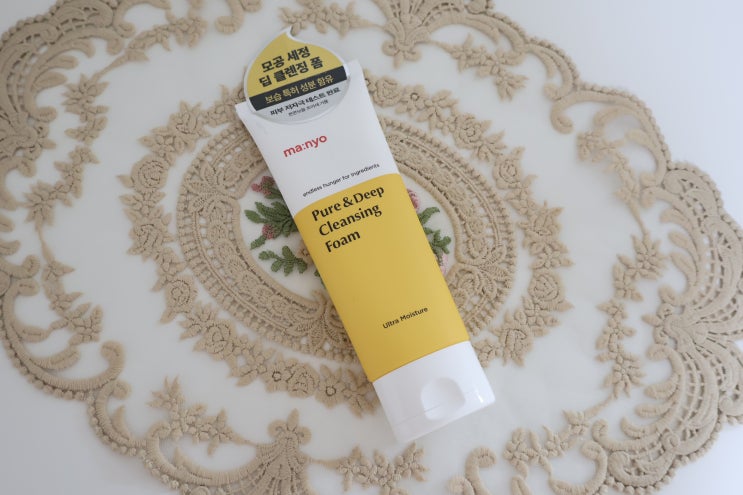 모공 세정
딥 클렌징 폼
보습 특허 성분 함유
피부 저자극 테스트 완료
ma:nyo
endless hunger for ingredients
Pure & Deep
Cleansing
Foam
Ultra Moisture